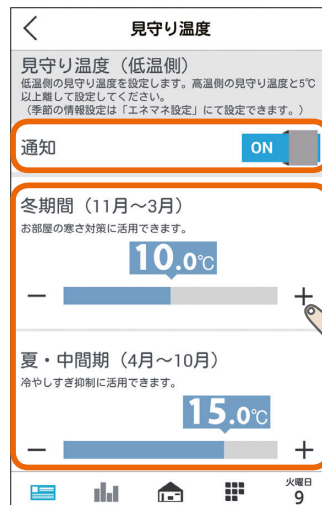 見守り温度
見守り温度（低温側）
低温側の見守り温度を設定します。高温側の見守り温度と5℃
以上離して設定してください。
（季節の情報設定は「エネマネ設定」にて設定できます。）
通知
ON
冬期間（11月～3月）
お部屋の寒さ対策に活用できます。
10.0℃
− +
夏・中間期（4月～10月）
冷やしすぎ抑制に活用できます。
15.0℃
− +
火曜日
9